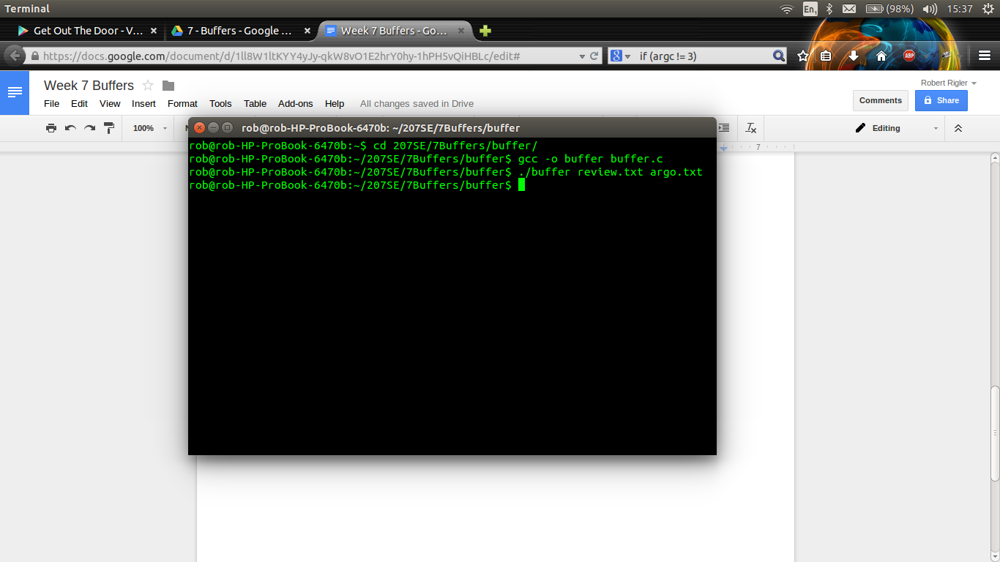 Terminal
En1
(98%)
15:37
Get Out The Door - V... ×
7 - Buffers - Google ... ×
Week 7 Buffers - Go... ×
https://docs.google.com/document/d/1ll8W1ltKYY4yJy-qkW8vO1E2hrY0hy-1hPH5vQiHBLc/edit#
8
if (argc != 3)
ABP
Week 7 Buffers
Robert Rigler
File Edit View Insert Format Tools Table Add-ons Help All changes saved in Drive
Comments
Share
100%
Editing
7
rob@rob-HP-ProBook-6470b: ~/207SE/7Buffers/buffer
rob@rob-HP-ProBook-6470b:~$ cd 207SE/7Buffers/buffer/
rob@rob-HP-ProBook-6470b:~/207SE/7Buffers/buffer$ gcc -o buffer buffer.c
rob@rob-HP-ProBook-6470b:~/207SE/7Buffers/buffer$ ./buffer review.txt argo.txt
rob@rob-HP-ProBook-6470b:~/207SE/7Buffers/buffer$